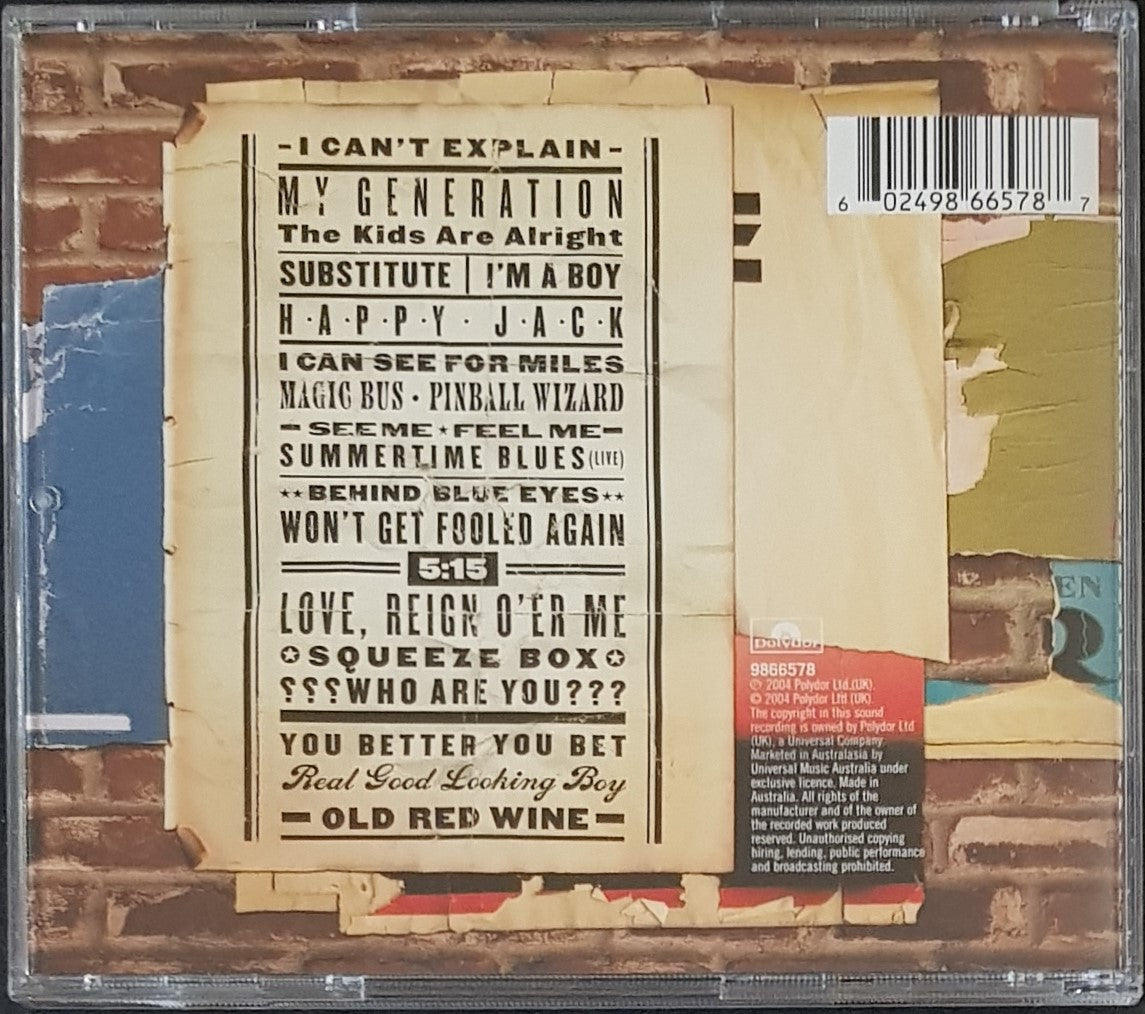 -I CAN'T EXPLAIN-
MY GENERATION
The Kids Are Alright
SUBSTITUTE | I'M A BOY
H·A·P·P·Y· J·A·C·K
I CAN SEE FOR MILES
MAGIC BUS · PINBALL WIZARD
– SEE ME ★ FEEL ME –
SUMMERTIME BLUES (LIVE)
★★ BEHIND BLUE EYES ★★
WON'T GET FOOLED AGAIN
5:15
LOVE, REIGN O'ER ME
✪ SQUEEZE BOX ✪
???WHO ARE YOU???
YOU BETTER YOU BET
Real Good Looking Boy
– OLD RED WINE –
6 02498 66578 7
EN
R
polydor
9866578
℗ 2004 Polydor Ltd.(UK).
© 2004 Polydor Ltd (UK).
The copyright in this sound
recording is owned by Polydor Ltd
(UK), a Universal Company.
Marketed in Australasia by
Universal Music Australia under
exclusive licence. Made in
Australia. All rights of the
manufacturer and of the owner of
the recorded work produced
reserved. Unauthorised copying
hiring, lending, public performance
and broadcasting prohibited.